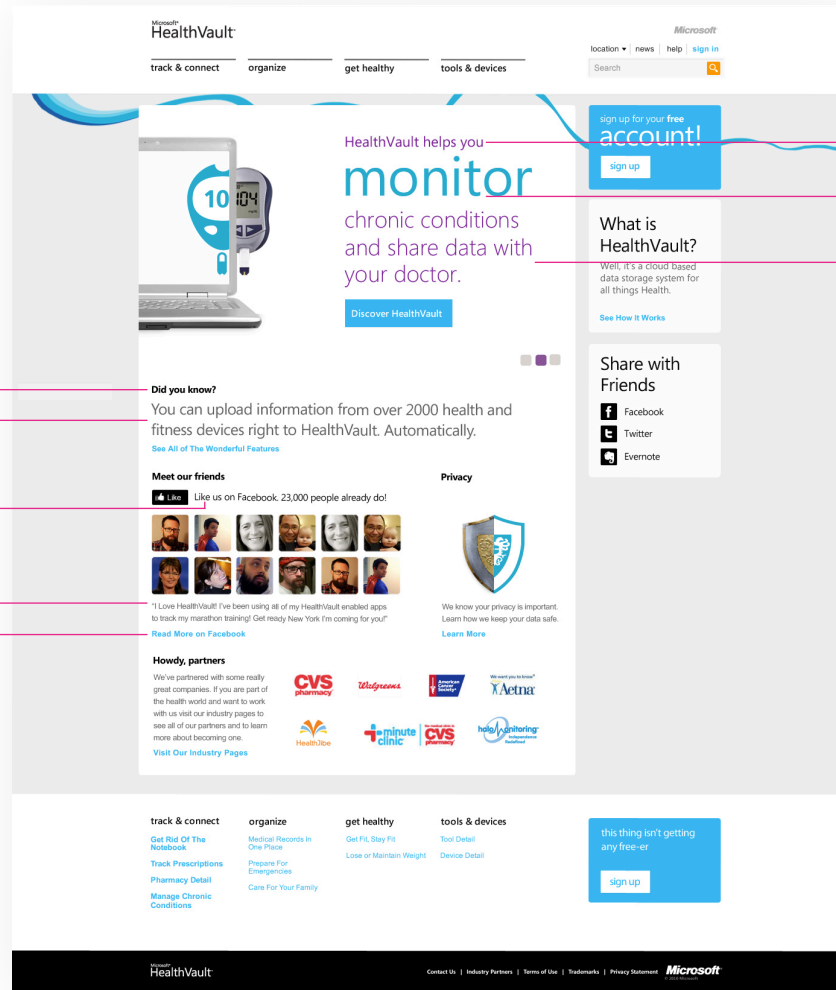 Microsoft®
HealthVault™
Microsoft®
location ▾ | news | help | sign in
track & connect
organize
get healthy
tools & devices
Search
HealthVault helps you
monitor
chronic conditions
and share data with
your doctor.
Discover HealthVault
10
104
sign up for your free
account!
sign up
What is
HealthVault?
Well, it's a cloud based
data storage system for
all things Health.
See How It Works
Share with
Friends
Facebook
Twitter
Evernote
Did you know?
You can upload information from over 2000 health and
fitness devices right to HealthVault. Automatically.
See All of The Wonderful Features
Meet our friends
Like
Like us on Facebook. 23,000 people already do!
"I Love HealthVault! I've been using all of my HealthVault enabled apps
to track my marathon training! Get ready New York I'm coming for you!"
Read More on Facebook
Privacy
We know your privacy is important.
Learn how we keep your data safe.
Learn More
Howdy, partners
We've partnered with some really
great companies. If you are part of
the health world and want to work
with us visit our industry pages to
see all of our partners and to learn
more about becoming one.
Visit Our Industry Pages
CVS
pharmacy
Walgreens
American
Cancer
Society®
We want you to know®
Aetna
HealthJibe
minute
clinic
the medical clinic in
CVS
pharmacy
halo monitoring
Independence
Redefined
track & connect
Get Rid Of The
Notebook
Track Prescriptions
Pharmacy Detail
Manage Chronic
Conditions
organize
Medical Records In
One Place
Prepare For
Emergencies
Care For Your Family
get healthy
Get Fit, Stay Fit
Lose or Maintain Weight
tools & devices
Tool Detail
Device Detail
this thing isn't getting
any free-er
sign up
Microsoft®
HealthVault™
Contact Us | Industry Partners | Terms of Use | Trademarks | Privacy Statement
Microsoft®
© 2010 Microsoft